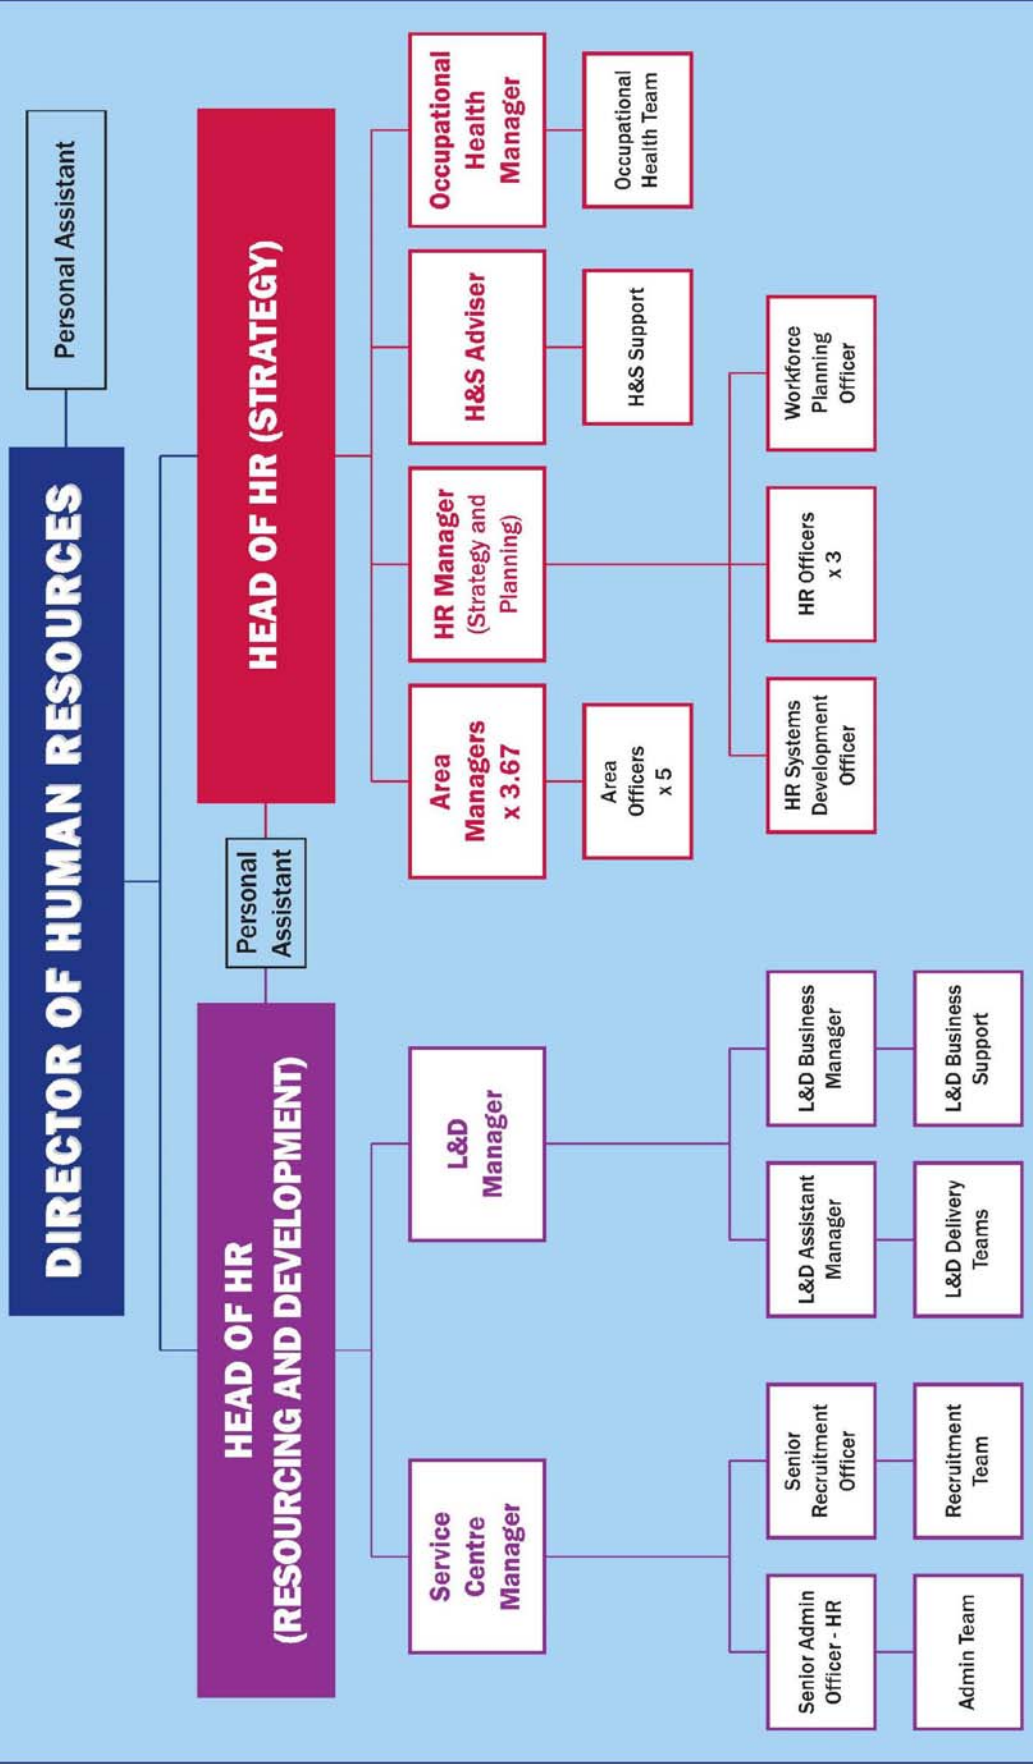 DIRECTOR OF HUMAN RESOURCES
Personal Assistant
HEAD OF HR
(RESOURCING AND DEVELOPMENT)
Personal
Assistant
HEAD OF HR (STRATEGY)
Service
Centre
Manager
L&D
Manager
Area
Managers
x 3.67
HR Manager
(Strategy and
Planning)
H&S Adviser
Occupational
Health
Manager
Area
Officers
x 5
H&S Support
Occupational
Health Team
Senior Admin
Officer - HR
Senior
Recruitment
Officer
L&D Assistant
Manager
L&D Business
Manager
HR Systems
Development
Officer
HR Officers
x 3
Workforce
Planning
Officer
Admin Team
Recruitment
Team
L&D Delivery
Teams
L&D Business
Support